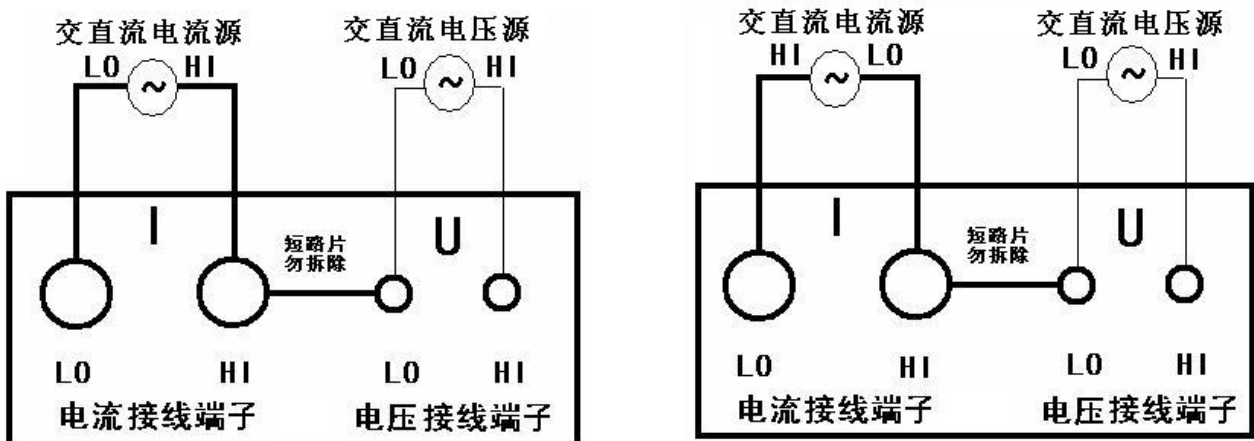 交直流电流源
LO HI
交直流电压源
LO HI
I
U
短路片
勿拆除
LO
HI
LO
HI
电流接线端子
电压接线端子
交直流电流源
HI LO
交直流电压源
LO HI
I
U
短路片
勿拆除
LO
HI
LO
HI
电流接线端子
电压接线端子